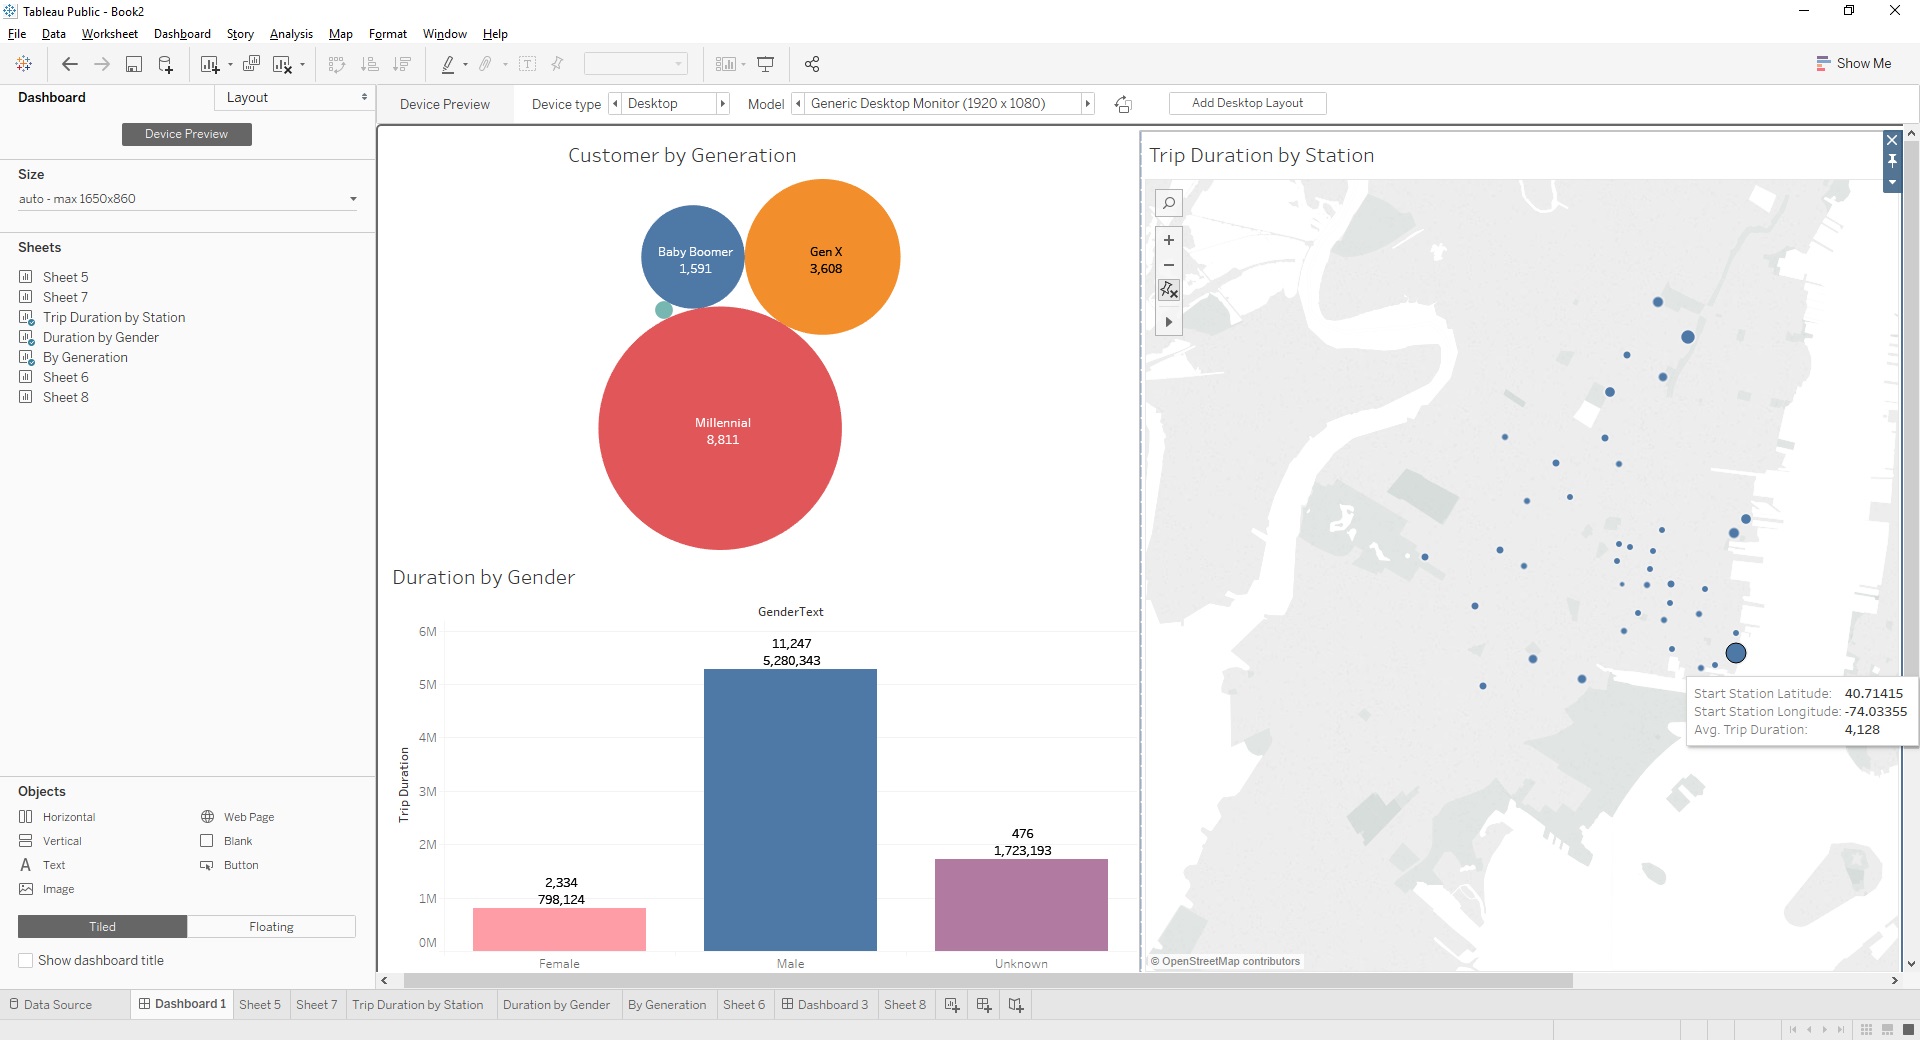 Tableau Public - Book2
File Data Worksheet Dashboard Story Analysis Map Format Window Help
Show Me
Dashboard Layout
Device Preview
Size
auto - max 1650x860
Sheets
Sheet 5
Sheet 7
Trip Duration by Station
Duration by Gender
By Generation
Sheet 6
Sheet 8
Objects
Horizontal Web Page
Vertical Blank
Text Button
Image
Tiled Floating
Show dashboard title
Device Preview Device type Desktop Model Generic Desktop Monitor (1920 x 1080) Add Desktop Layout
Customer by Generation
Baby Boomer
1,591
Gen X
3,608
Millennial
8,811
Duration by Gender
GenderText
Trip Duration
6M
5M
4M
3M
2M
1M
0M
2,334
798,124
11,247
5,280,343
476
1,723,193
Female Male Unknown
Trip Duration by Station
Start Station Latitude: 40.71415
Start Station Longitude: -74.03355
Avg. Trip Duration: 4,128
© OpenStreetMap contributors
Data Source Dashboard 1 Sheet 5 Sheet 7 Trip Duration by Station Duration by Gender By Generation Sheet 6 Dashboard 3 Sheet 8